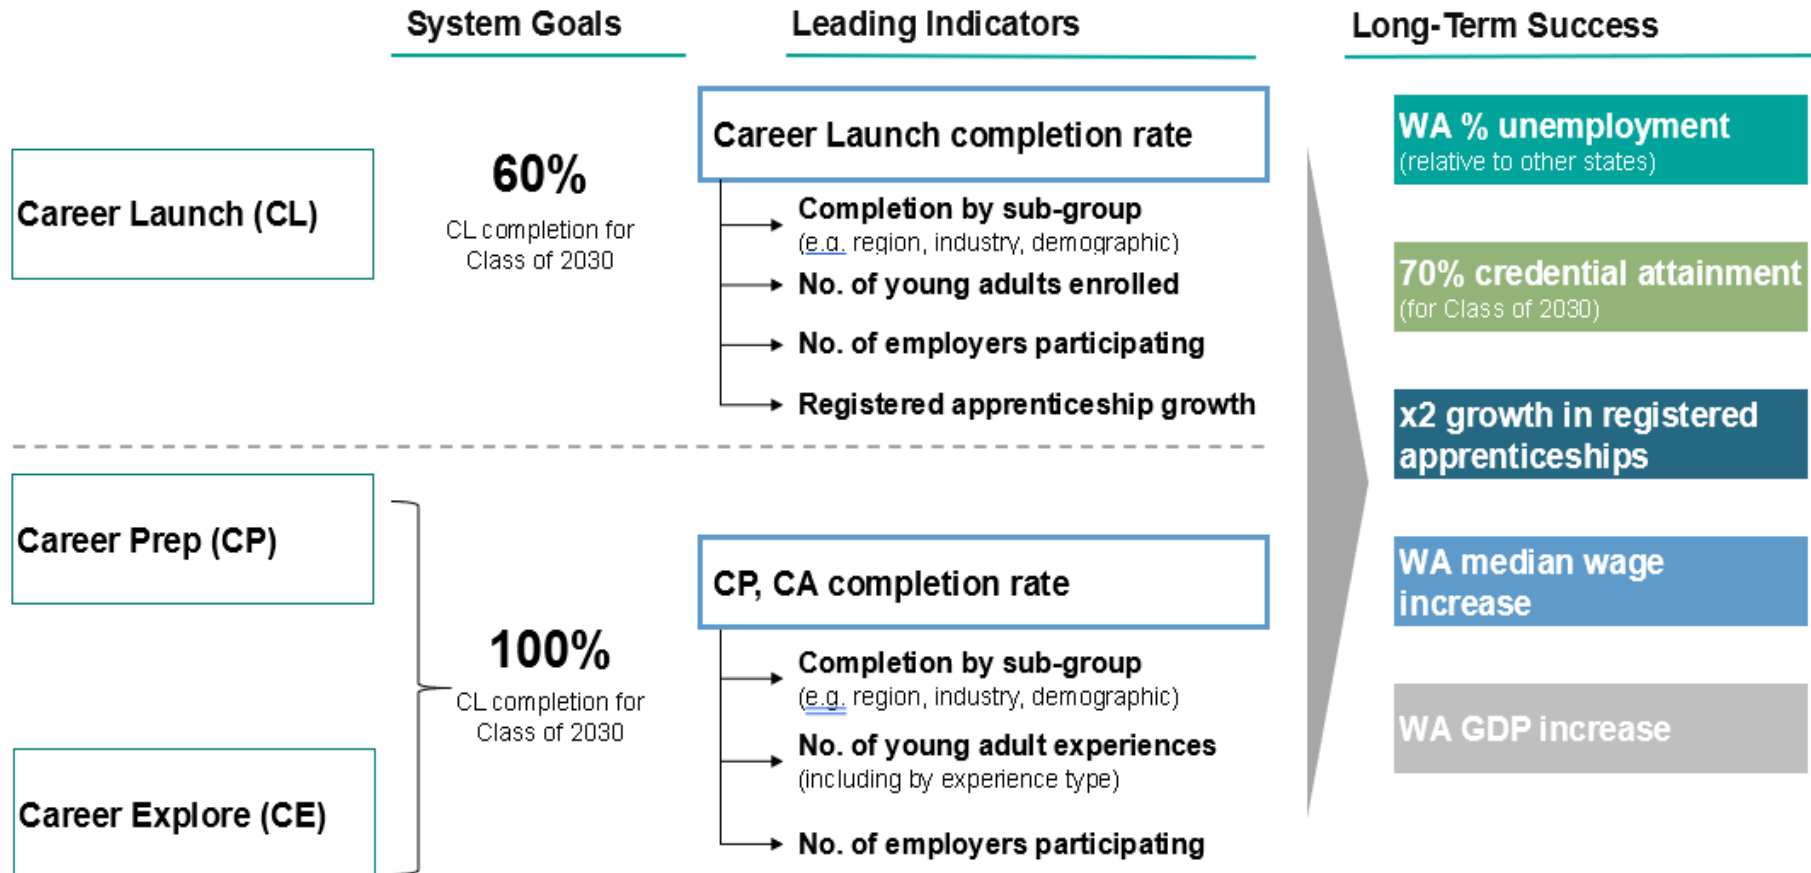 System Goals
Leading Indicators
Long-Term Success
Career Launch (CL)
60%
CL completion for
Class of 2030
Career Launch completion rate
Completion by sub-group
(e.g. region, industry, demographic)
No. of young adults enrolled
No. of employers participating
Registered apprenticeship growth
Career Prep (CP)
Career Explore (CE)
100%
CL completion for
Class of 2030
CP, CA completion rate
Completion by sub-group
(e.g. region, industry, demographic)
No. of young adult experiences
(including by experience type)
No. of employers participating
WA % unemployment
(relative to other states)
70% credential attainment
(for Class of 2030)
x2 growth in registered
apprenticeships
WA median wage
increase
WA GDP increase